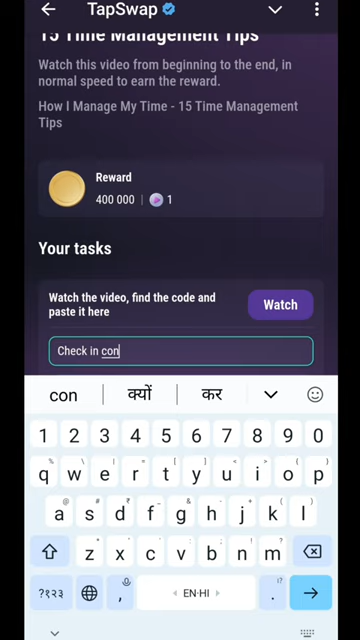 TapSwap
15 Time Management Tips
Watch this video from beginning to the end, in
normal speed to earn the reward.
How I Manage My Time - 15 Time Management
Tips
Reward
400 000 | 1
Your tasks
Watch the video, find the code and
paste it here
Watch
Check in con
con क्यों कर
1 2 3 4 5 6 7 8 9 0
q w e r t y u i o p
a s d f g h j k l
z x c v b n m
?१२३ , EN·HI .